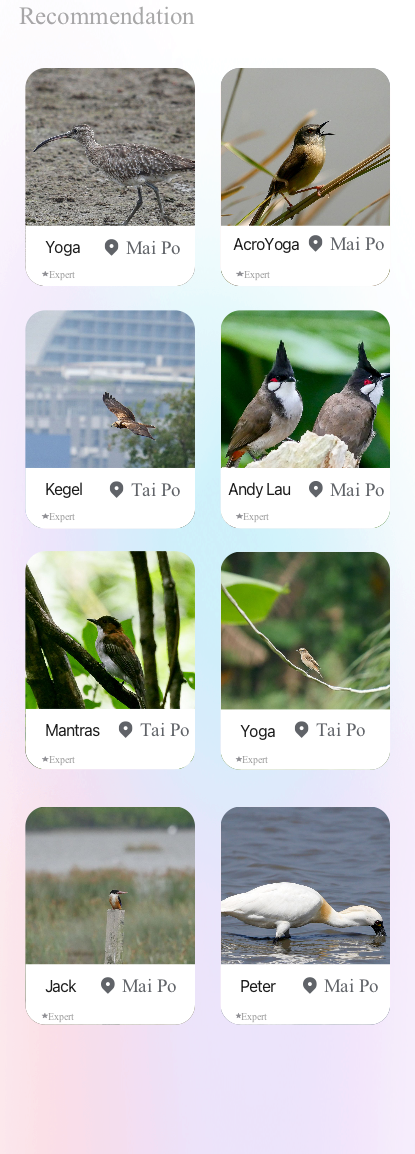 Recommendation
Yoga Mai Po
★Expert
AcroYoga Mai Po
★Expert
Kegel Tai Po
★Expert
Andy Lau Mai Po
★Expert
Mantras Tai Po
★Expert
Yoga Tai Po
★Expert
Jack Mai Po
★Expert
Peter Mai Po
★Expert